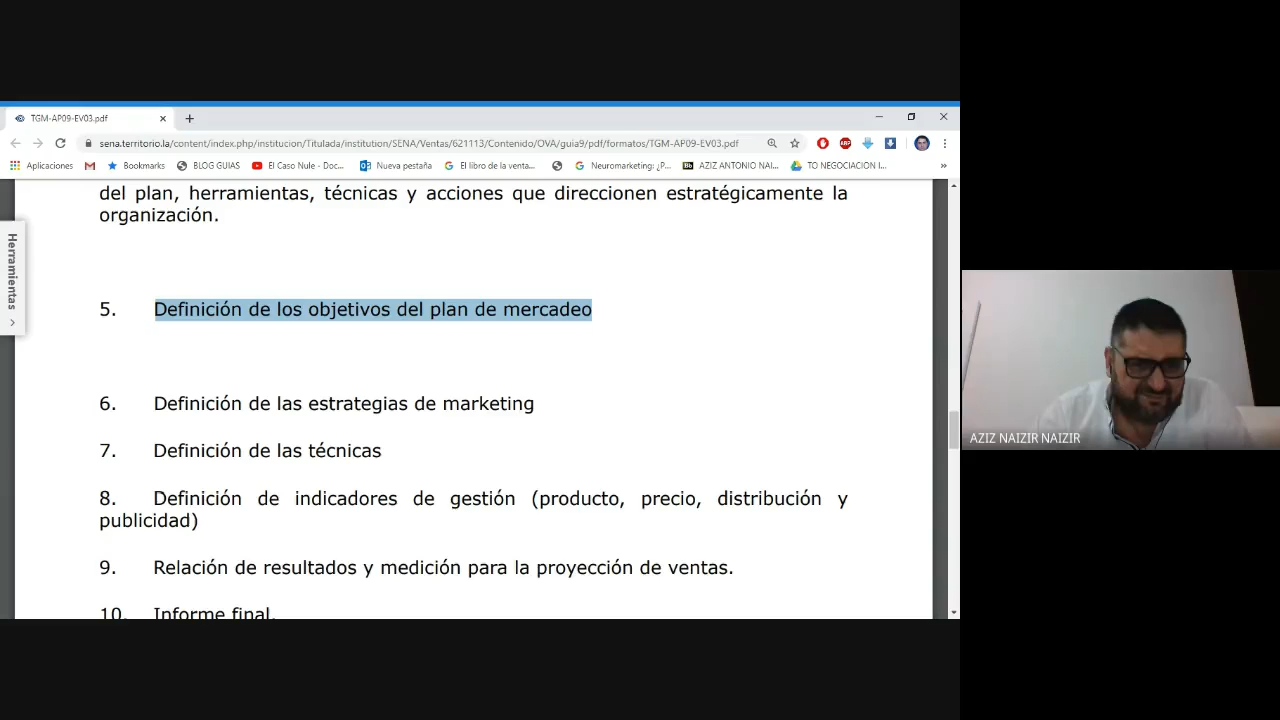 TGM-AP09-EV03.pdf
sena.territorio.la/content/index.php/institucion/Titulada/institution/SENA/Ventas/621113/Contenido/OVA/guia9/pdf/formatos/TGM-AP09-EV03.pdf
Aplicaciones Bookmarks BLOG GUIAS El Caso Nule - Doc... Nueva pestaña El libro de la venta... Neuromarketing: ¿P... AZIZ ANTONIO NAI... TO NEGOCIACION I... »
del plan, herramientas, técnicas y acciones que direccionen estratégicamente la
organización.
Herramientas
5. Definición de los objetivos del plan de mercadeo
6. Definición de las estrategias de marketing
7. Definición de las técnicas
8. Definición de indicadores de gestión (producto, precio, distribución y
publicidad)
9. Relación de resultados y medición para la proyección de ventas.
10. Informe final.
AZIZ NAIZIR NAIZIR